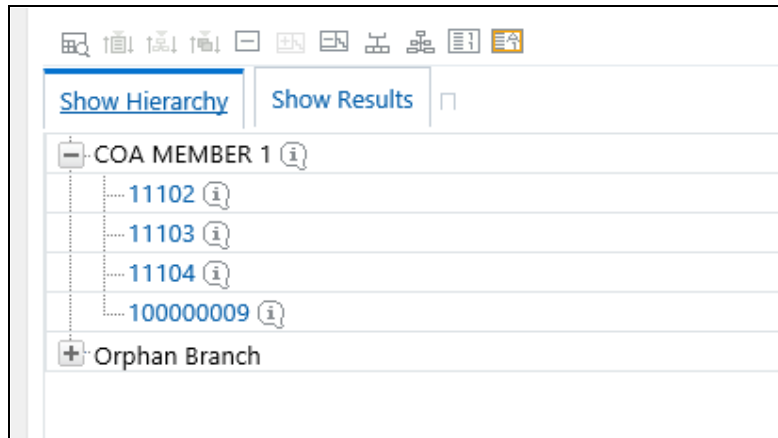 Show Hierarchy Show Results
COA MEMBER 1
11102
11103
11104
100000009
Orphan Branch